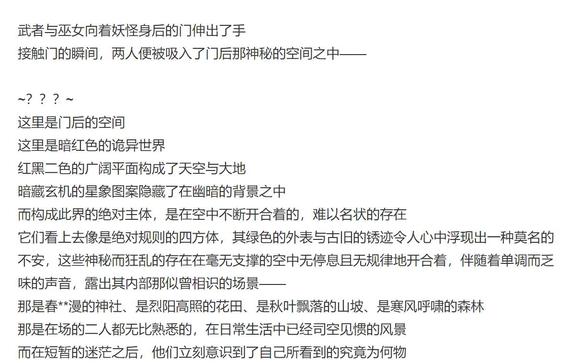 武者与巫女向着妖怪身后的门伸出了手
接触门的瞬间，两人便被吸入了门后那神秘的空间之中——
~？？？~
这里是门后的空间
这里是暗红色的诡异世界
红黑二色的广阔平面构成了天空与大地
暗藏玄机的星象图案隐藏了在幽暗的背景之中
而构成此界的绝对主体，是在空中不断开合着的，难以名状的存在
它们看上去像是绝对规则的四方体，其绿色的外表与古旧的锈迹令人心中浮现出一种莫名的
不安，这些神秘而狂乱的存在在毫无支撑的空中无停息且无规律地开合着，伴随着单调而乏
味的声音，露出其内部那似曾相识的场景——
那是春**漫的神社、是烈阳高照的花田、是秋叶飘落的山坡、是寒风呼啸的森林
那是在场的二人都无比熟悉的，在日常生活中已经司空见惯的风景
而在短暂的迷茫之后，他们立刻意识到了自己所看到的究竟为何物